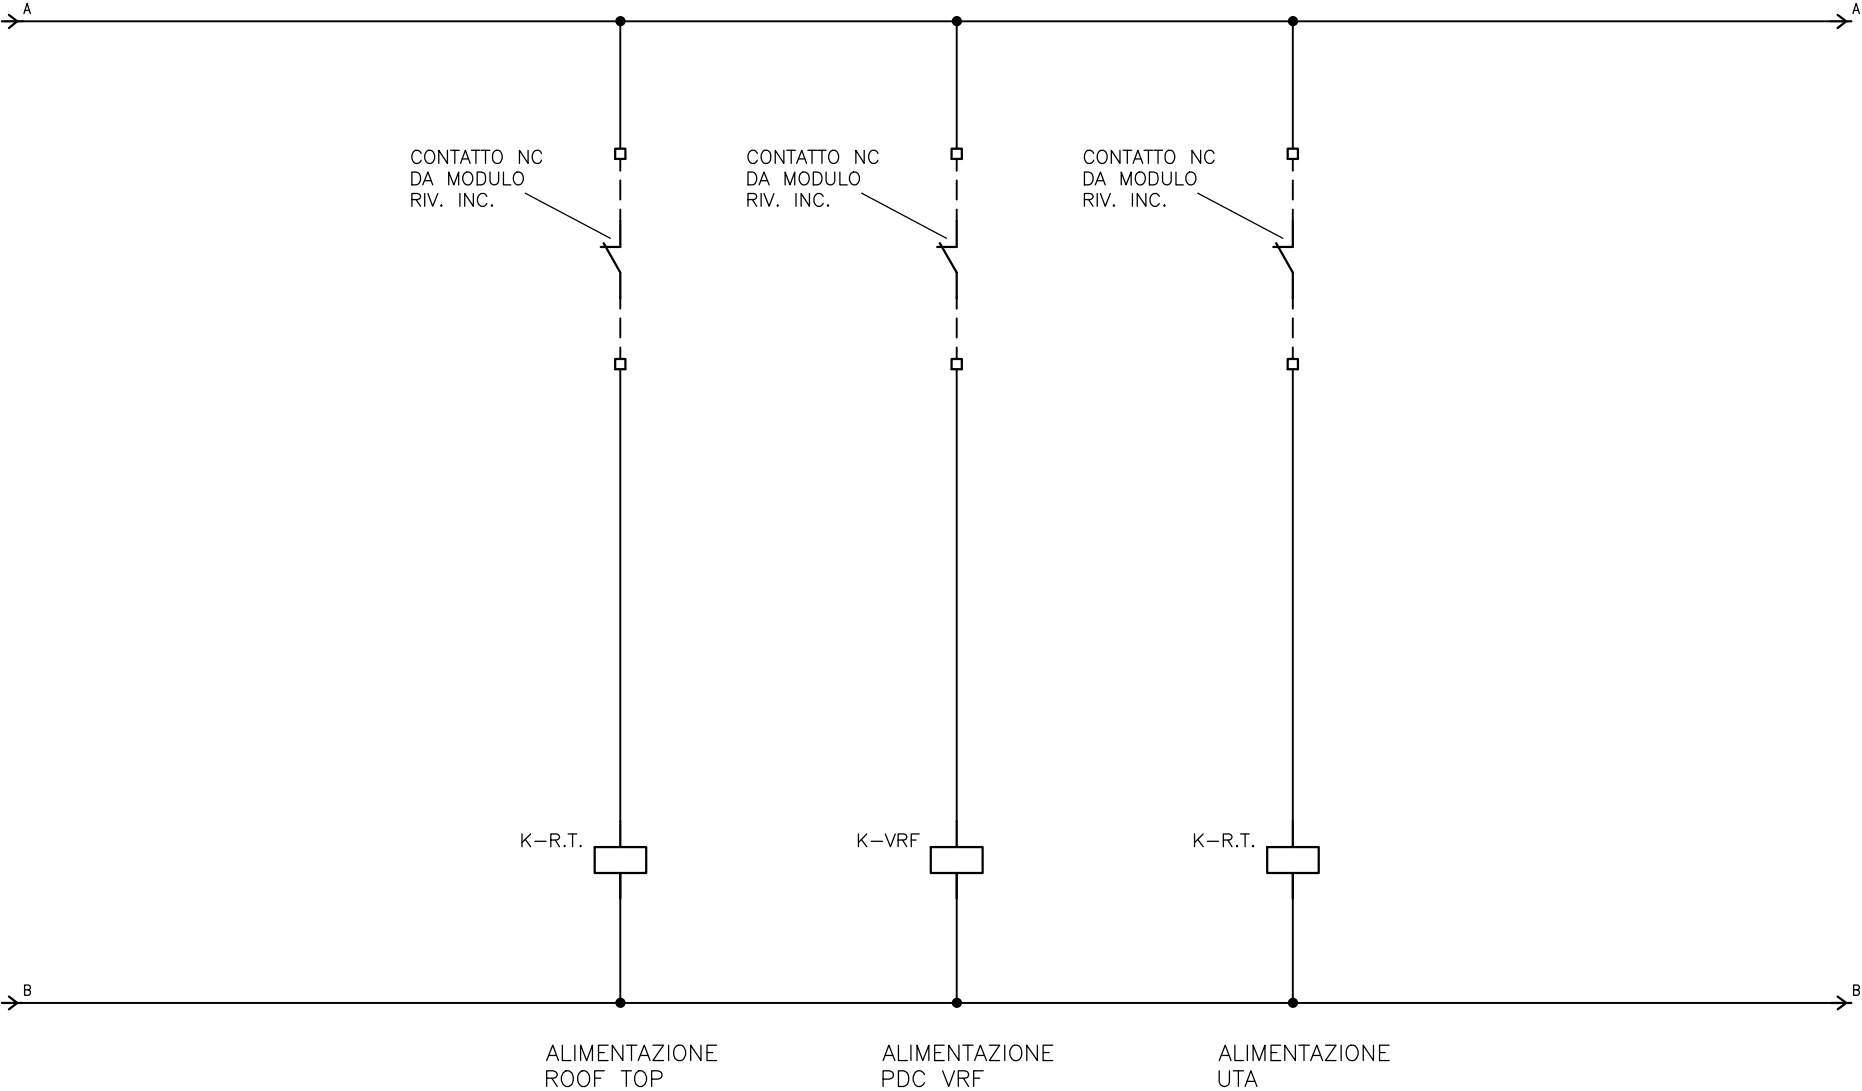 A
A
CONTATTO NC
DA MODULO
RIV. INC.
CONTATTO NC
DA MODULO
RIV. INC.
CONTATTO NC
DA MODULO
RIV. INC.
K-R.T.
K-VRF
K-R.T.
B
B
ALIMENTAZIONE
ROOF TOP
ALIMENTAZIONE
PDC VRF
ALIMENTAZIONE
UTA